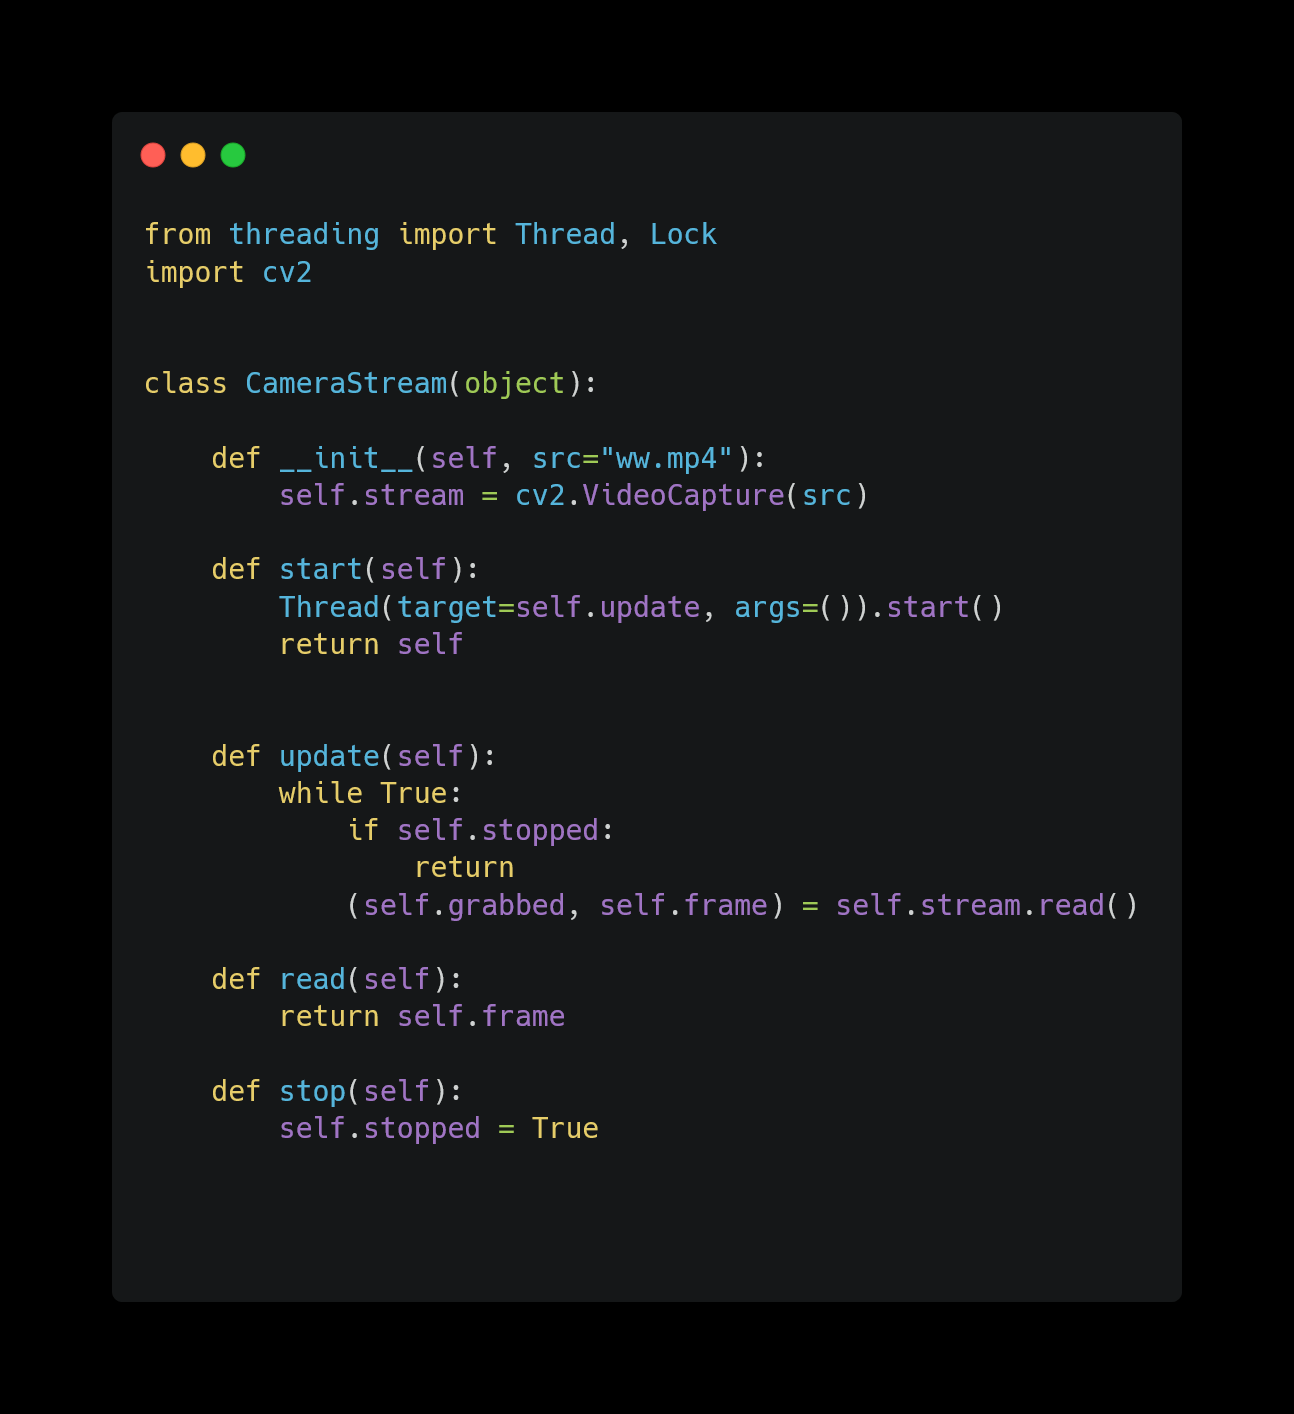 from threading import Thread, Lock
import cv2
class CameraStream(object):
    def __init__(self, src="ww.mp4"):
        self.stream = cv2.VideoCapture(src)
    def start(self):
        Thread(target=self.update, args=()).start()
        return self
    def update(self):
        while True:
            if self.stopped:
                return
            (self.grabbed, self.frame) = self.stream.read()
    def read(self):
        return self.frame
    def stop(self):
        self.stopped = True